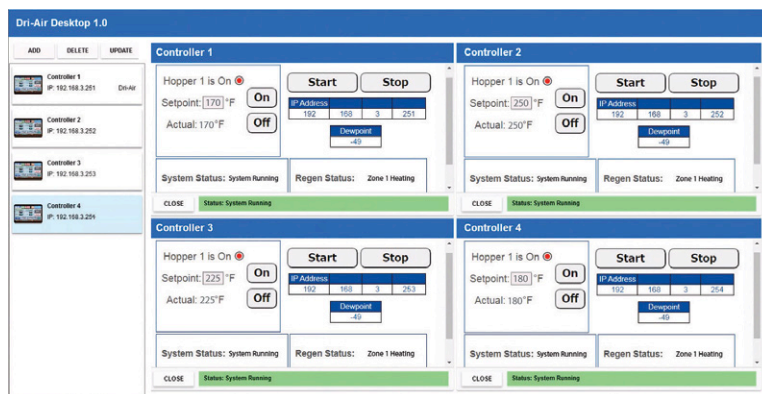 Dri-Air Desktop 1.0
ADD DELETE UPDATE
Controller 1
IP: 192.168.3.251 Dri-Air
Controller 2
IP: 192.168.3.252
Controller 3
IP: 192.168.3.253
Controller 4
IP: 192.168.3.254
Controller 1
Hopper 1 is On
Setpoint: 170 °F
On
Actual: 170°F
Off
Start Stop
IP Address
192 168 3 251
Dewpoint
-49
System Status: System Running
Regen Status: Zone 1 Heating
CLOSE Status: System Running
Controller 2
Hopper 1 is On
Setpoint: 250 °F
On
Actual: 250°F
Off
Start Stop
IP Address
192 168 3 252
Dewpoint
-49
System Status: System Running
Regen Status: Zone 1 Heating
CLOSE Status: System Running
Controller 3
Hopper 1 is On
Setpoint: 225 °F
On
Actual: 225°F
Off
Start Stop
IP Address
192 168 3 253
Dewpoint
-49
System Status: System Running
Regen Status: Zone 1 Heating
CLOSE Status: System Running
Controller 4
Hopper 1 is On
Setpoint: 180 °F
On
Actual: 180°F
Off
Start Stop
IP Address
192 168 3 254
Dewpoint
-49
System Status: System Running
Regen Status: Zone 1 Heating
CLOSE Status: System Running